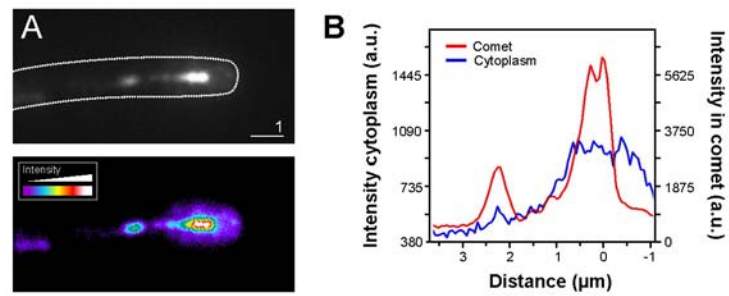 A
1
Intensity
B
Comet
Cytoplasm
Intensity cytoplasm (a.u.)
1445
1090
735
380
5625
3750
1875
0
Intensity in comet (a.u.)
3 2 1 0 -1
Distance (μm)